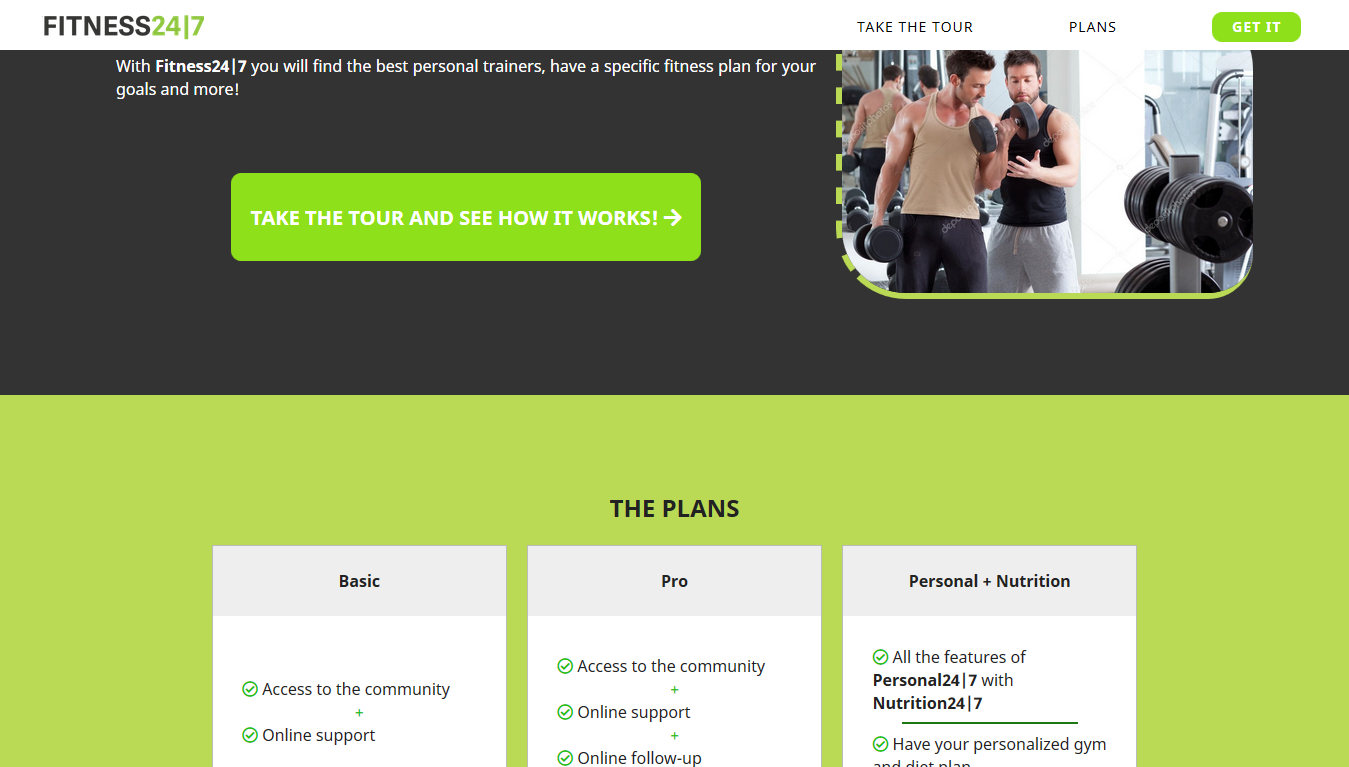 FITNESS24|7
TAKE THE TOUR
PLANS
GET IT
With Fitness24|7 you will find the best personal trainers, have a specific fitness plan for your
goals and more!
TAKE THE TOUR AND SEE HOW IT WORKS!
depositphotos
THE PLANS
Basic
Access to the community
+
Online support
Pro
Access to the community
+
Online support
+
Online follow-up
Personal + Nutrition
All the features of
Personal24|7 with
Nutrition24|7
Have your personalized gym
and diet plan